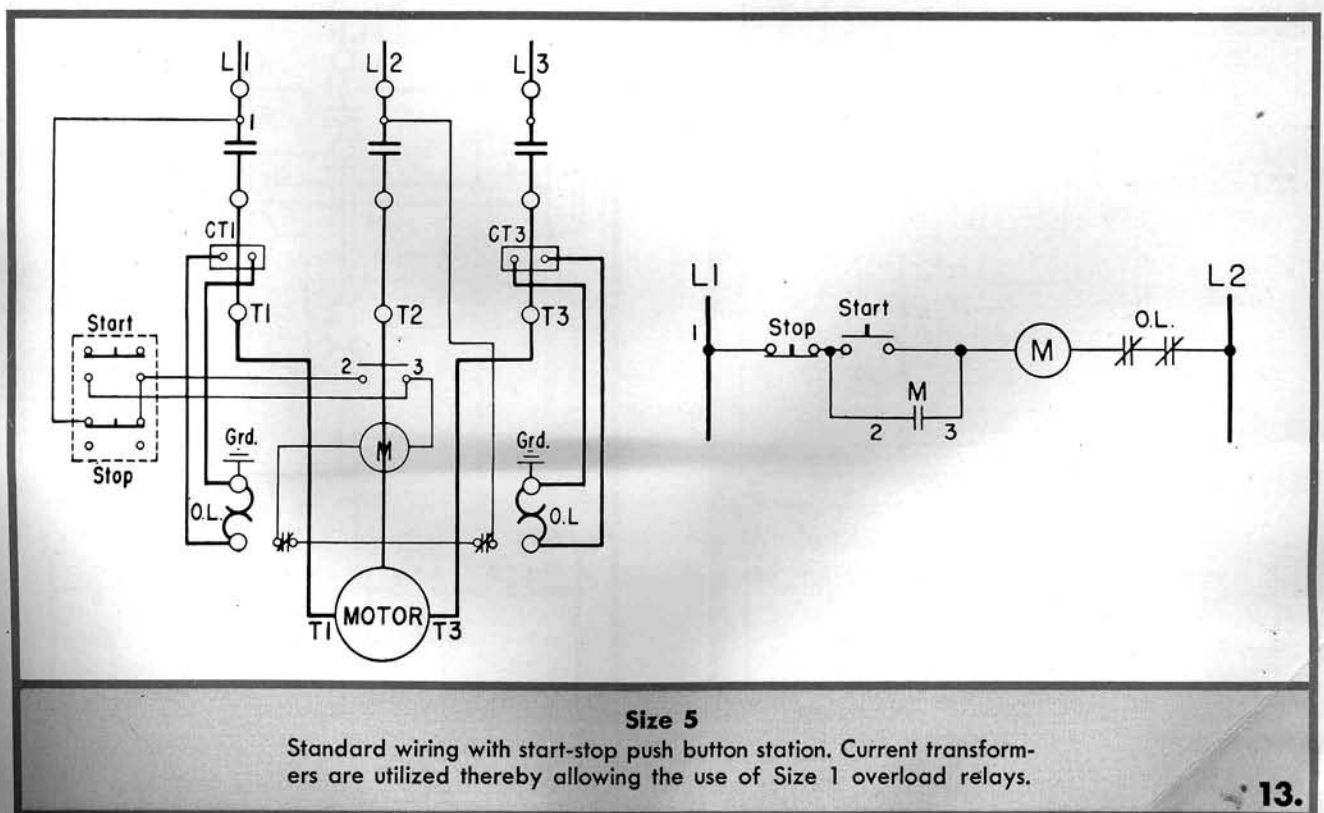 L1 L2 L3
1
CT1 CT3
T1 T2 T3
Start
2 3
Stop
M
Grd. Grd.
O.L. O.L
MOTOR
T1 T3
L1 L2
1 Stop Start O.L.
M
M
2 3
Size 5
Standard wiring with start-stop push button station. Current transform-
ers are utilized thereby allowing the use of Size 1 overload relays.
13.